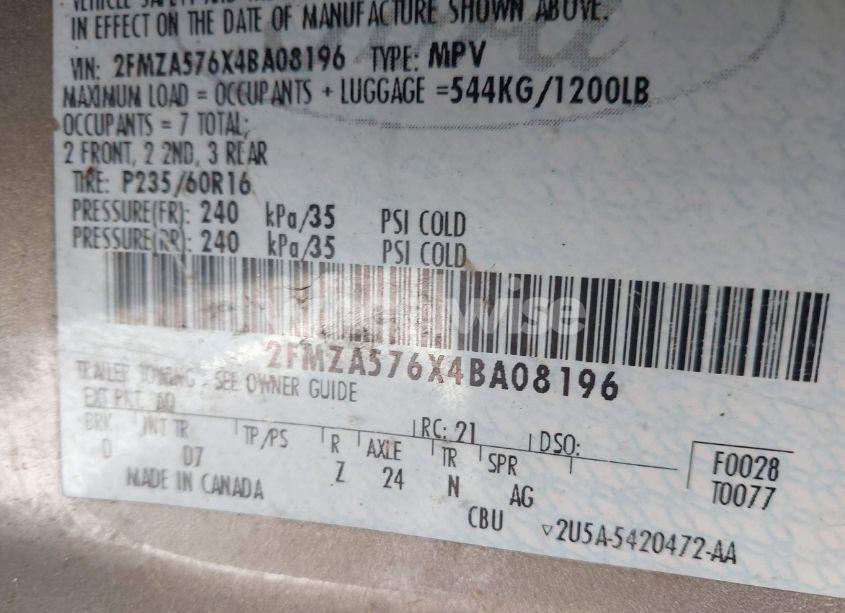 VEHICLE SAFETY AND
IN EFFECT ON THE DATE OF MANUFACTURE SHOWN ABOVE.
VIN: 2FMZA576X4BA08196 TYPE: MPV
MAXIMUM LOAD = OCCUPANTS + LUGGAGE =544KG/1200LB
OCCUPANTS = 7 TOTAL;
2 FRONT, 2 2ND, 3 REAR
TIRE: P235/60R16
PRESSURE(FR): 240 kPa/35 PSI COLD
PRESSURE(RR): 240 kPa/35 PSI COLD
2FMZA576X4BA08196
TRAILER TOWING - SEE OWNER GUIDE
EXT PNT: AQ
RC: 21 DSO:
BRK INT TR TP/PS R AXLE TR SPR
0 D7 Z 24 N AG
F0028
T0077
MADE IN CANADA
CBU ▽2U5A-5420472-AA